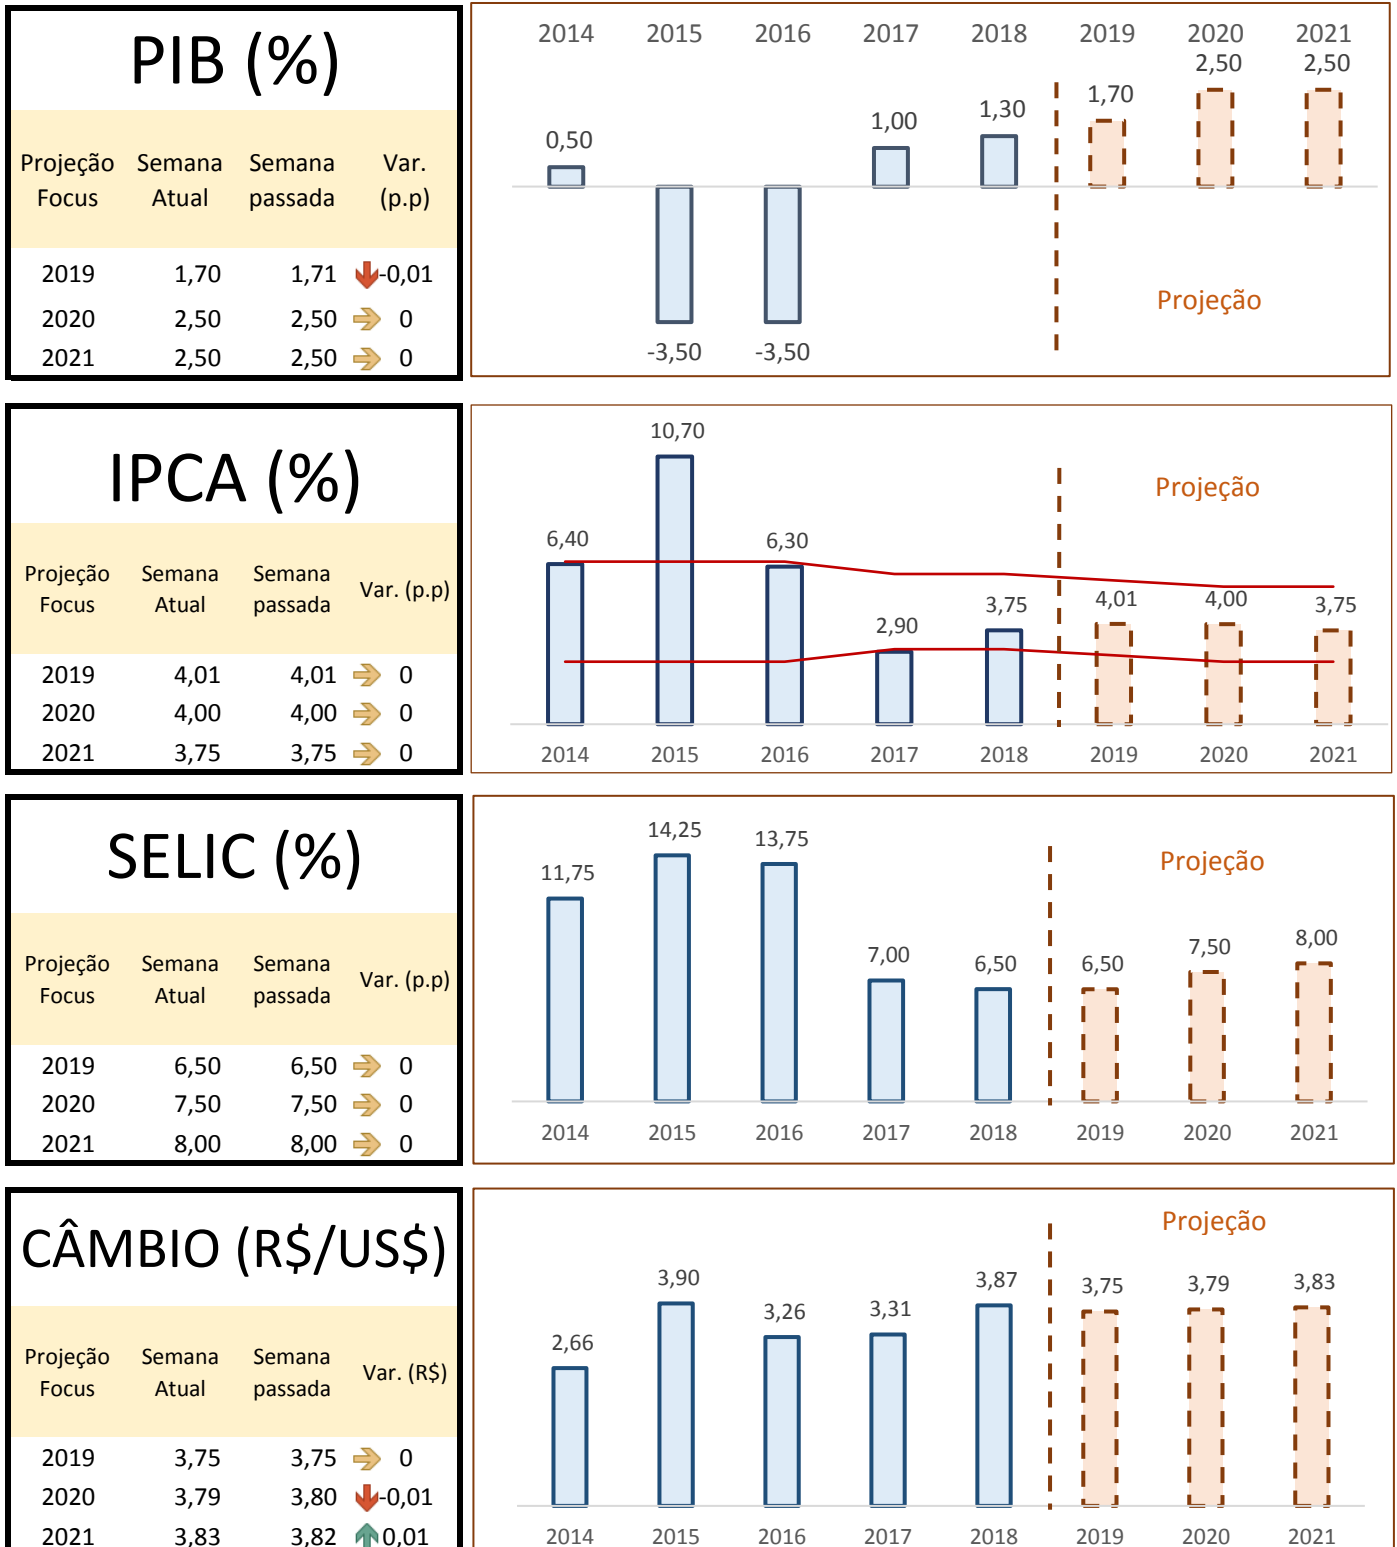 PIB (%)
Projeção Semana Semana Var.
Focus Atual passada (p.p)
2019 1,70 1,71 -0,01
2020 2,50 2,50 0
2021 2,50 2,50 0
2014 2015 2016 2017 2018 2019 2020 2021
2,50 2,50
1,70
1,30
1,00
0,50
Projeção
-3,50 -3,50
IPCA (%)
Projeção Semana Semana Var. (p.p)
Focus Atual passada
2019 4,01 4,01 0
2020 4,00 4,00 0
2021 3,75 3,75 0
10,70
Projeção
6,40 6,30
4,01 4,00
3,75 3,75
2,90
2014 2015 2016 2017 2018 2019 2020 2021
SELIC (%)
Projeção Semana Semana Var. (p.p)
Focus Atual passada
2019 6,50 6,50 0
2020 7,50 7,50 0
2021 8,00 8,00 0
14,25
13,75
Projeção
11,75
8,00
7,50
7,00
6,50 6,50
2014 2015 2016 2017 2018 2019 2020 2021
CÂMBIO (R$/US$)
Projeção Semana Semana Var. (R$)
Focus Atual passada
2019 3,75 3,75 0
2020 3,79 3,80 -0,01
2021 3,83 3,82 0,01
Projeção
3,90 3,87 3,75 3,79 3,83
3,26 3,31
2,66
2014 2015 2016 2017 2018 2019 2020 2021